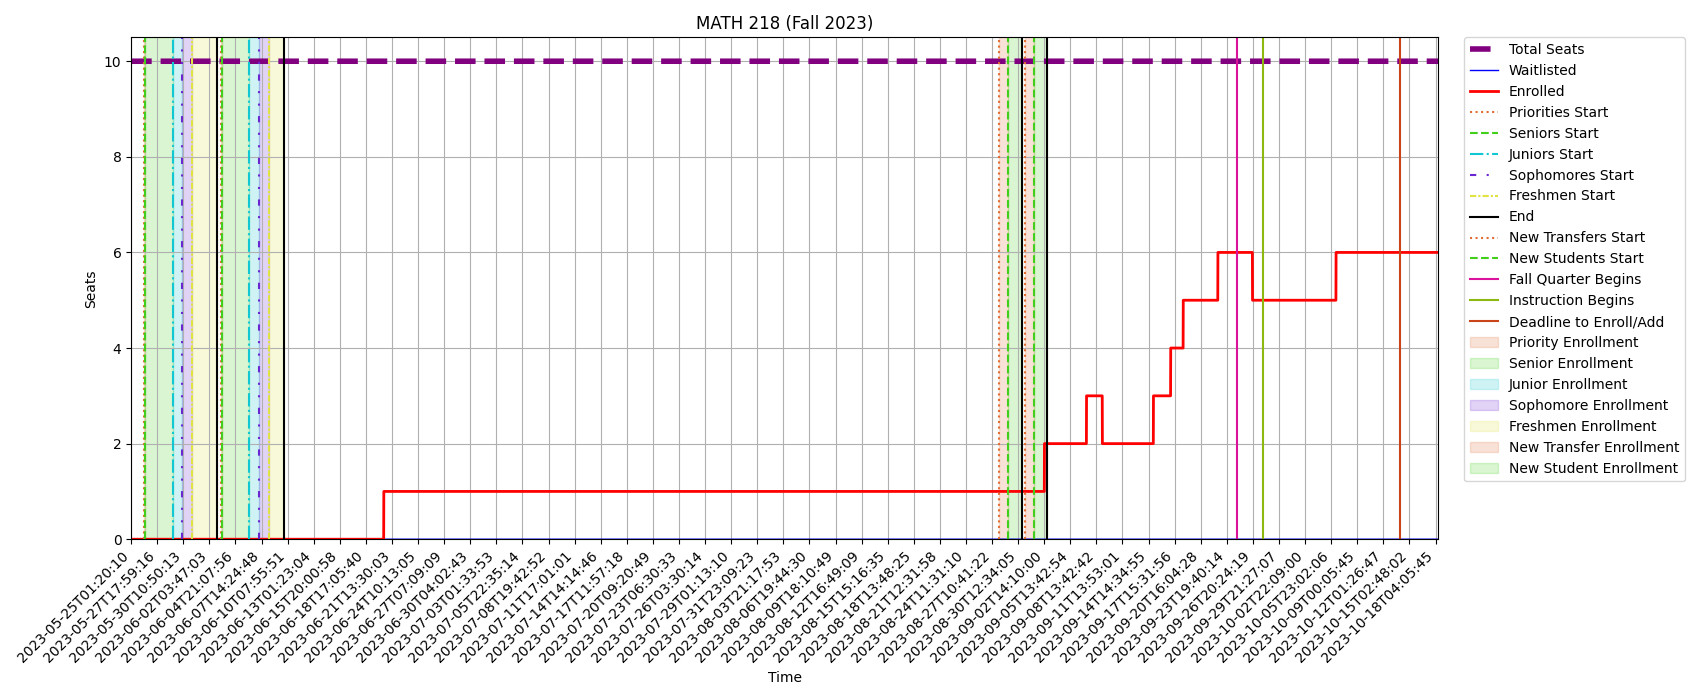 MATH 218 (Fall 2023)
10
8
6
4
2
0
Seats
2023-05-25T01:20:10
2023-05-27T17:59:16
2023-05-30T10:50:13
2023-06-02T03:47:03
2023-06-04T21:07:56
2023-06-07T14:24:48
2023-06-10T07:55:51
2023-06-13T01:23:04
2023-06-15T20:00:58
2023-06-18T17:05:40
2023-06-21T13:30:03
2023-06-24T10:13:05
2023-06-27T07:09:09
2023-06-30T04:02:43
2023-07-03T01:33:53
2023-07-05T22:35:14
2023-07-08T19:42:52
2023-07-11T17:01:01
2023-07-14T14:14:46
2023-07-17T11:57:18
2023-07-20T09:20:49
2023-07-23T06:30:33
2023-07-26T03:30:14
2023-07-29T01:13:10
2023-07-31T23:09:23
2023-08-03T21:17:53
2023-08-06T19:44:30
2023-08-09T18:10:49
2023-08-12T16:49:09
2023-08-15T15:16:35
2023-08-18T13:48:25
2023-08-21T12:31:58
2023-08-24T11:31:10
2023-08-27T10:41:22
2023-08-30T12:34:05
2023-09-02T14:10:00
2023-09-05T13:42:54
2023-09-08T13:42:42
2023-09-11T13:53:01
2023-09-14T14:34:55
2023-09-17T15:31:56
2023-09-20T16:04:28
2023-09-23T19:40:14
2023-09-26T20:24:19
2023-09-29T21:27:07
2023-10-02T22:09:00
2023-10-05T23:02:06
2023-10-09T00:05:45
2023-10-12T01:26:47
2023-10-15T02:48:02
2023-10-18T04:05:45
Time
Total Seats
Waitlisted
Enrolled
Priorities Start
Seniors Start
Juniors Start
Sophomores Start
Freshmen Start
End
New Transfers Start
New Students Start
Fall Quarter Begins
Instruction Begins
Deadline to Enroll/Add
Priority Enrollment
Senior Enrollment
Junior Enrollment
Sophomore Enrollment
Freshmen Enrollment
New Transfer Enrollment
New Student Enrollment